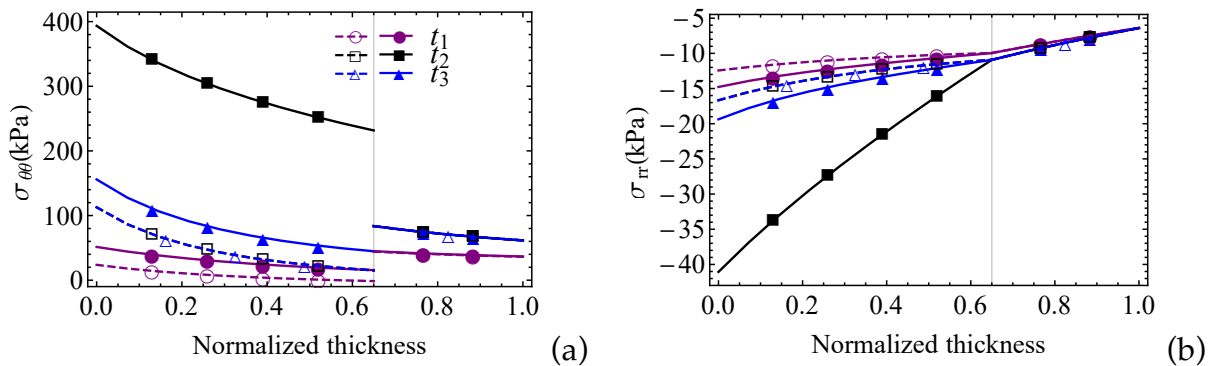 400
300
200
100
0
σθθ(kPa)
t1
t2
t3
0.0 0.2 0.4 0.6 0.8 1.0
Normalized thickness
(a)
−5
−10
−15
−20
−25
−30
−35
−40
σrr(kPa)
0.0 0.2 0.4 0.6 0.8 1.0
Normalized thickness
(b)